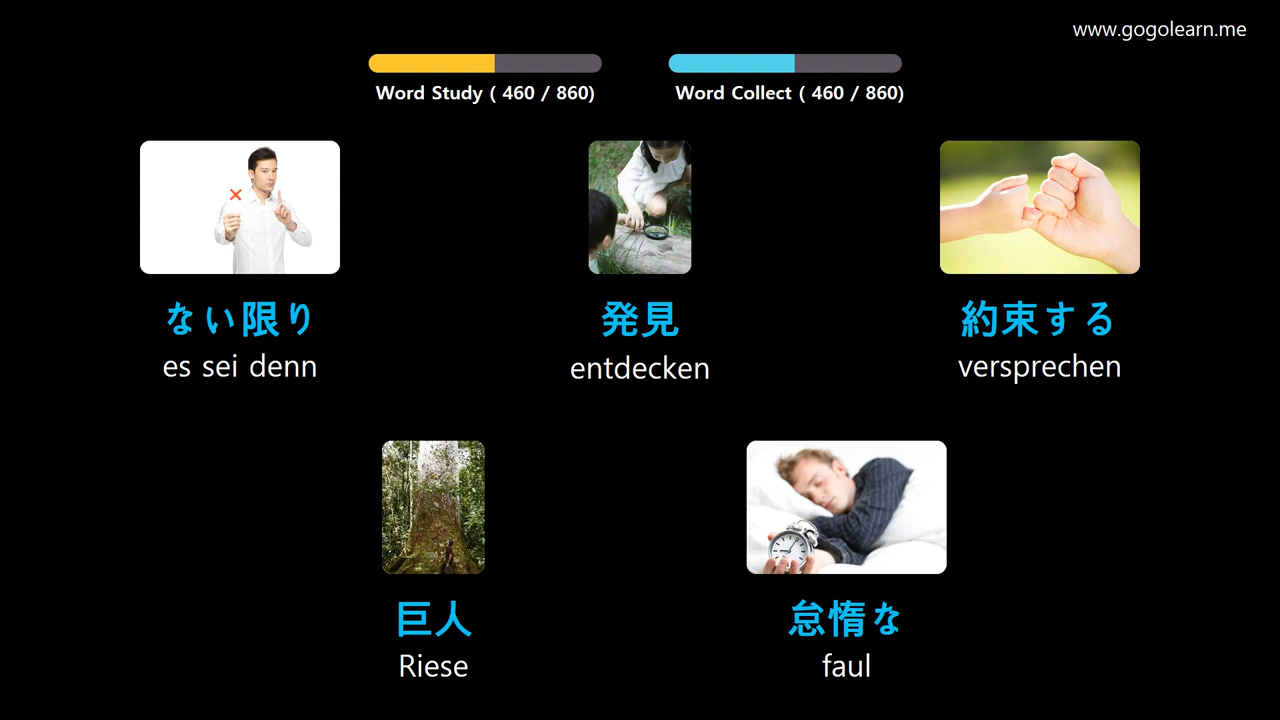 www.gogolearn.me
Word Study ( 460 / 860)
Word Collect ( 460 / 860)
ない限り
es sei denn
発見
entdecken
約束する
versprechen
巨人
Riese
怠惰な
faul